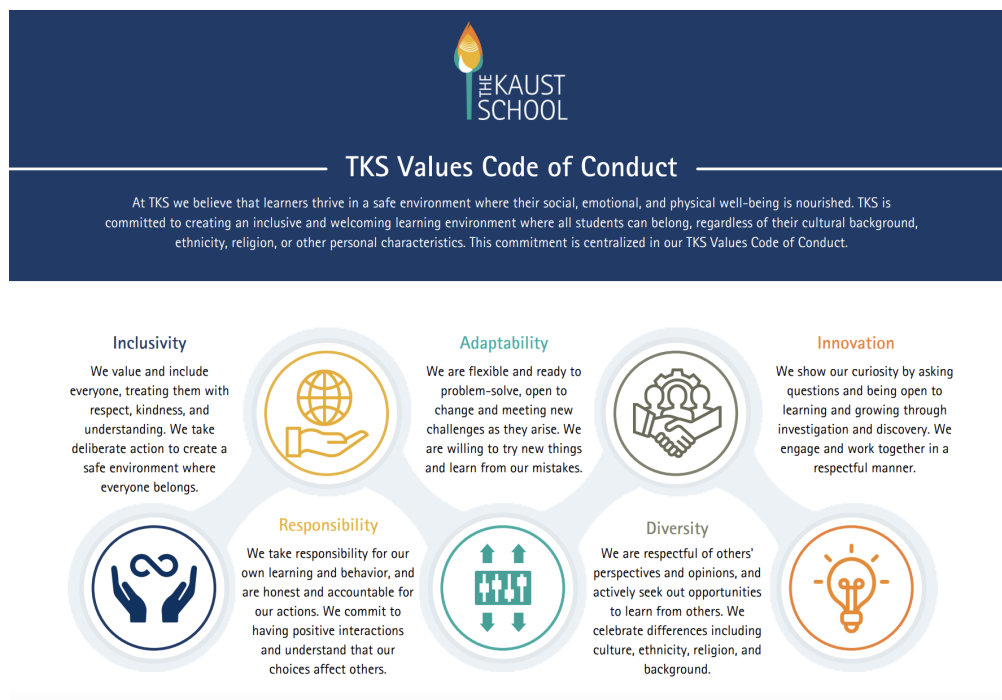 THE KAUST
SCHOOL
TKS Values Code of Conduct
At TKS we believe that learners thrive in a safe environment where their social, emotional, and physical well-being is nourished. TKS is
committed to creating an inclusive and welcoming learning environment where all students can belong, regardless of their cultural background,
ethnicity, religion, or other personal characteristics. This commitment is centralized in our TKS Values Code of Conduct.
Inclusivity
We value and include
everyone, treating them with
respect, kindness, and
understanding. We take
deliberate action to create a
safe environment where
everyone belongs.
Responsibility
We take responsibility for our
own learning and behavior, and
are honest and accountable for
our actions. We commit to
having positive interactions
and understand that our
choices affect others.
Adaptability
We are flexible and ready to
problem-solve, open to
change and meeting new
challenges as they arise. We
are willing to try new things
and learn from our mistakes.
Diversity
We are respectful of others'
perspectives and opinions, and
actively seek out opportunities
to learn from others. We
celebrate differences including
culture, ethnicity, religion, and
background.
Innovation
We show our curiosity by asking
questions and being open to
learning and growing through
investigation and discovery. We
engage and work together in a
respectful manner.